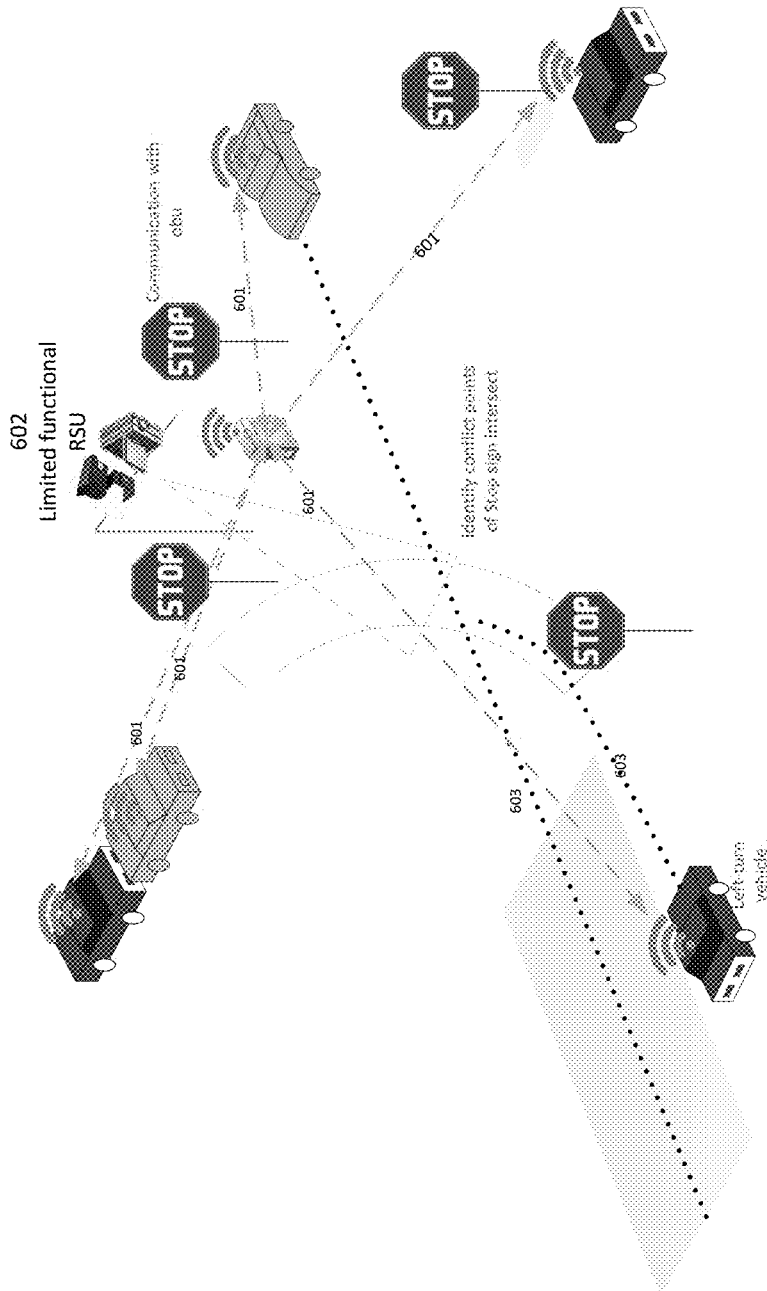 602
Limited functional
RSU
601
Communication with
obu
STOP
STOP
601
601
601
601
STOP
Identify conflict points
of Stop sign intersect
603
STOP
603
Left-turn
vehicle